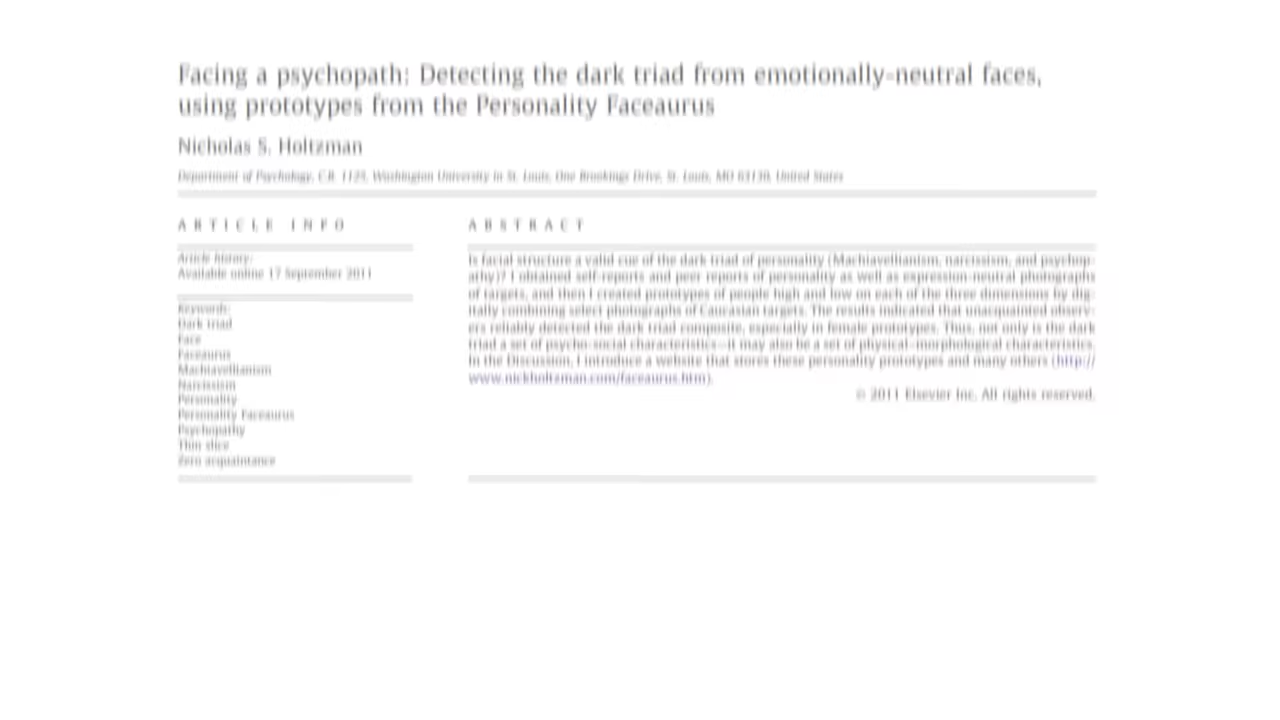 Facing a psychopath: Detecting the dark triad from emotionally-neutral faces,
using prototypes from the Personality Faceaurus
Nicholas S. Holtzman
Department of Psychology, C.B. 1125, Washington University in St. Louis, One Brookings Drive, St. Louis, MO 63130, United States
ARTICLE INFO
Article history:
Available online 17 September 2011
Keywords:
Dark triad
Face
Faceaurus
Machiavellianism
Narcissism
Personality
Personality Faceaurus
Psychopathy
Thin slice
Zero acquaintance
ABSTRACT
Is facial structure a valid cue of the dark triad of personality (Machiavellianism, narcissism, and psychop-
athy)? I obtained self-reports and peer reports of personality as well as expression-neutral photographs
of targets, and then I created prototypes of people high and low on each of the three dimensions by dig-
itally combining select photographs of Caucasian targets. The results indicated that unacquainted observ-
ers reliably detected the dark triad composite, especially in female prototypes. Thus, not only is the dark
triad a set of psycho-social characteristics—it may also be a set of physical-morphological characteristics.
In the Discussion, I introduce a website that stores these personality prototypes and many others (http://
www.nickholtzman.com/faceaurus.htm).
© 2011 Elsevier Inc. All rights reserved.